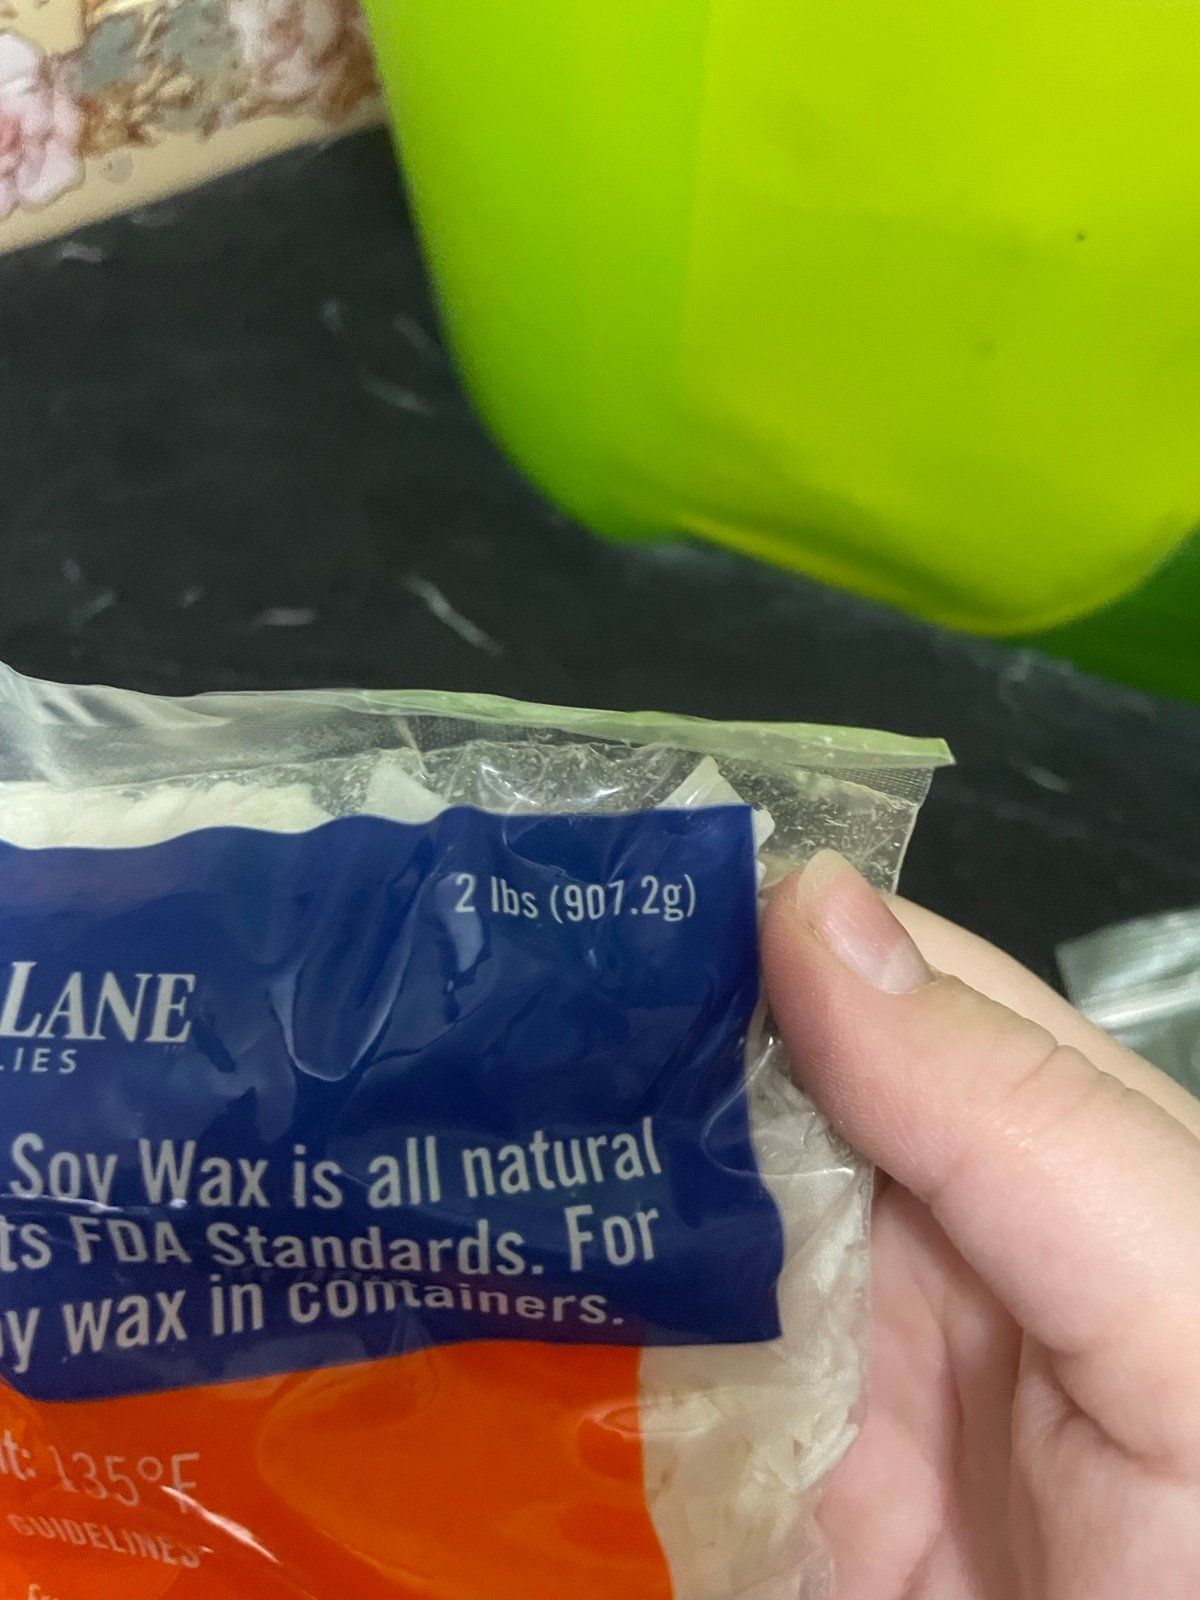 2 lbs (907.2g)
LANE
LIES
Soy Wax is all natural
ts FDA Standards. For
y wax in containers.
t: 135°F
GUIDELINES